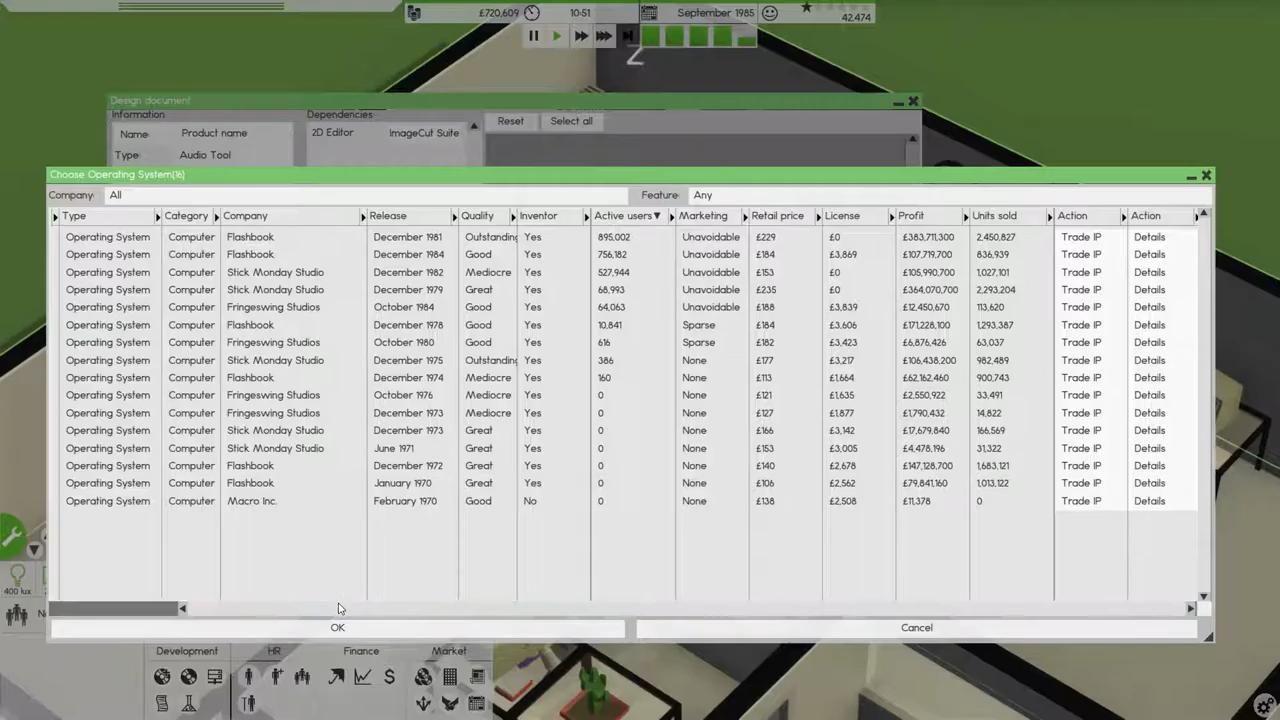 £720,609 10-51 September 1985 42.474
Design document
Information Dependencies Reset Select all
Name: Product name 2D Editor ImageCut Suite
Type: Audio Tool
Choose Operating System(16)
Company: All Feature: Any
Type Category Company Release Quality Inventor Active users▼ Marketing Retail price License Profit Units sold Action Action
Operating System Computer Flashbook December 1981 Outstanding Yes 895,002 Unavoidable £229 £0 £383,711,300 2,450,827 Trade IP Details
Operating System Computer Flashbook December 1984 Good Yes 756,182 Unavoidable £184 £3,869 £107,719,700 836,939 Trade IP Details
Operating System Computer Stick Monday Studio December 1982 Mediocre Yes 527,944 Unavoidable £153 £0 £105,990,700 1,027,101 Trade IP Details
Operating System Computer Stick Monday Studio December 1979 Great Yes 68,993 Unavoidable £235 £0 £364,070,700 2,293,204 Trade IP Details
Operating System Computer Fringeswing Studios October 1984 Good Yes 64,063 Unavoidable £188 £3,839 £12,450,670 113,620 Trade IP Details
Operating System Computer Flashbook December 1978 Good Yes 10,841 Sparse £184 £3,606 £171,228,100 1,293,387 Trade IP Details
Operating System Computer Fringeswing Studios October 1980 Good Yes 616 Sparse £182 £3,423 £6,876,426 63,037 Trade IP Details
Operating System Computer Stick Monday Studio December 1975 Outstanding Yes 386 None £177 £3,217 £106,438,200 982,489 Trade IP Details
Operating System Computer Flashbook December 1974 Mediocre Yes 160 None £113 £1,664 £62,162,460 900,743 Trade IP Details
Operating System Computer Fringeswing Studios October 1976 Mediocre Yes 0 None £121 £1,635 £2,550,922 33,491 Trade IP Details
Operating System Computer Fringeswing Studios December 1973 Mediocre Yes 0 None £127 £1,877 £1,790,432 14,822 Trade IP Details
Operating System Computer Stick Monday Studio December 1973 Great Yes 0 None £166 £3,142 £17,679,840 166,569 Trade IP Details
Operating System Computer Stick Monday Studio June 1971 Great Yes 0 None £153 £3,005 £4,478,196 31,322 Trade IP Details
Operating System Computer Flashbook December 1972 Great Yes 0 None £140 £2,678 £147,128,700 1,683,121 Trade IP Details
Operating System Computer Flashbook January 1970 Great Yes 0 None £106 £2,562 £79,841,160 1,013,122 Trade IP Details
Operating System Computer Macro Inc. February 1970 Good No 0 None £138 £2,508 £11,378 0 Trade IP Details
400 lux
OK Cancel
Development HR Finance Market